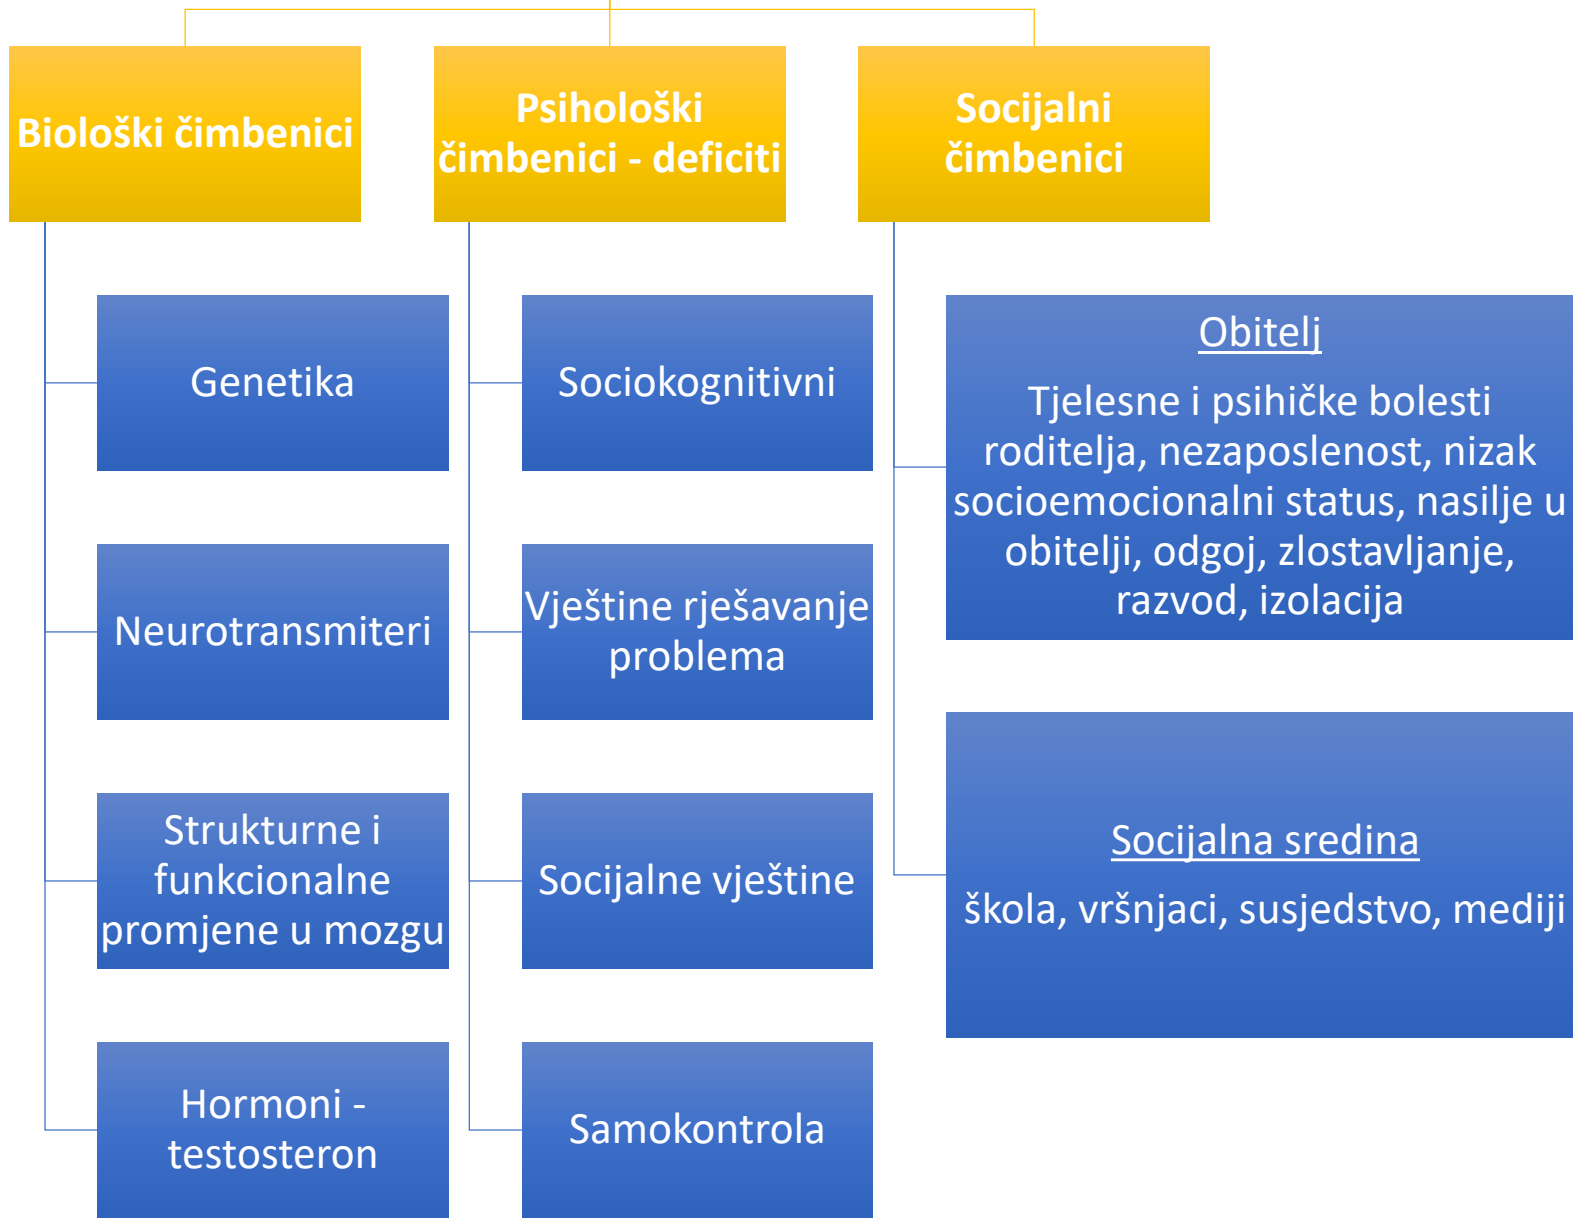 Biološki čimbenici
Psihološki
čimbenici - deficiti
Socijalni
čimbenici
Genetika
Neurotransmiteri
Strukturne i
funkcionalne
promjene u mozgu
Hormoni -
testosteron
Sociokognitivni
Vještine rješavanje
problema
Socijalne vještine
Samokontrola
Obitelj
Tjelesne i psihičke bolesti
roditelja, nezaposlenost, nizak
socioemocionalni status, nasilje u
obitelji, odgoj, zlostavljanje,
razvod, izolacija
Socijalna sredina
škola, vršnjaci, susjedstvo, mediji